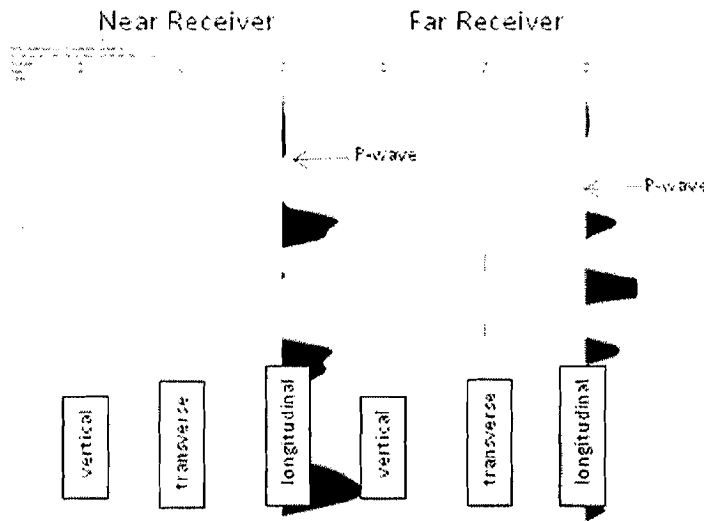 Near Receiver
Far Receiver
P-wave
P-wave
vertical
transverse
longitudinal
vertical
transverse
longitudinal